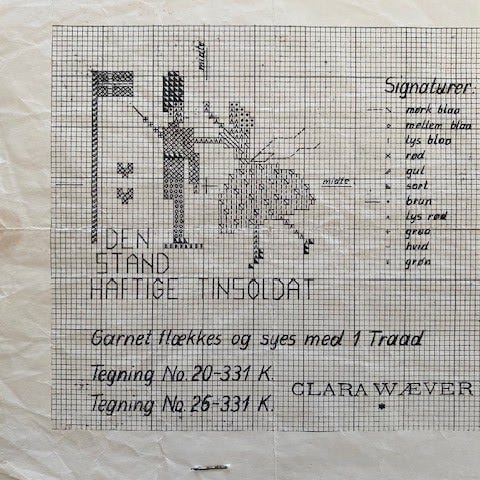 midte
Signaturer:
mørk blaa
mellem blaa
lys blaa
rød
gul
sort
midte
brun
lys rød
graa
hvid
grøn
DEN
STAND
HAFTIGE TINSOLDAT
Garnet flækkes og syes med 1 Traad
Tegning No. 20-331 K.
Tegning No. 26-331 K.
CLARA WÆVER